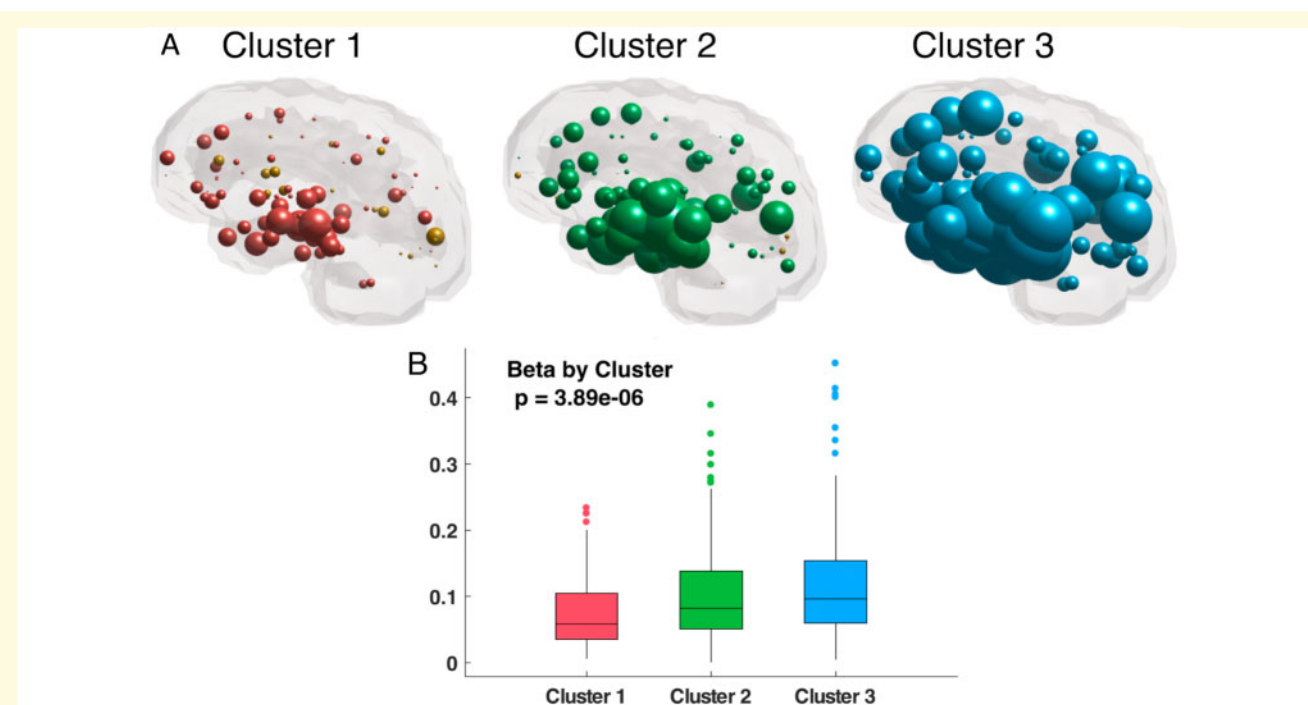 A Cluster 1 Cluster 2 Cluster 3
B
Beta by Cluster
p = 3.89e-06
0.4
0.3
0.2
0.1
0
Cluster 1 Cluster 2 Cluster 3